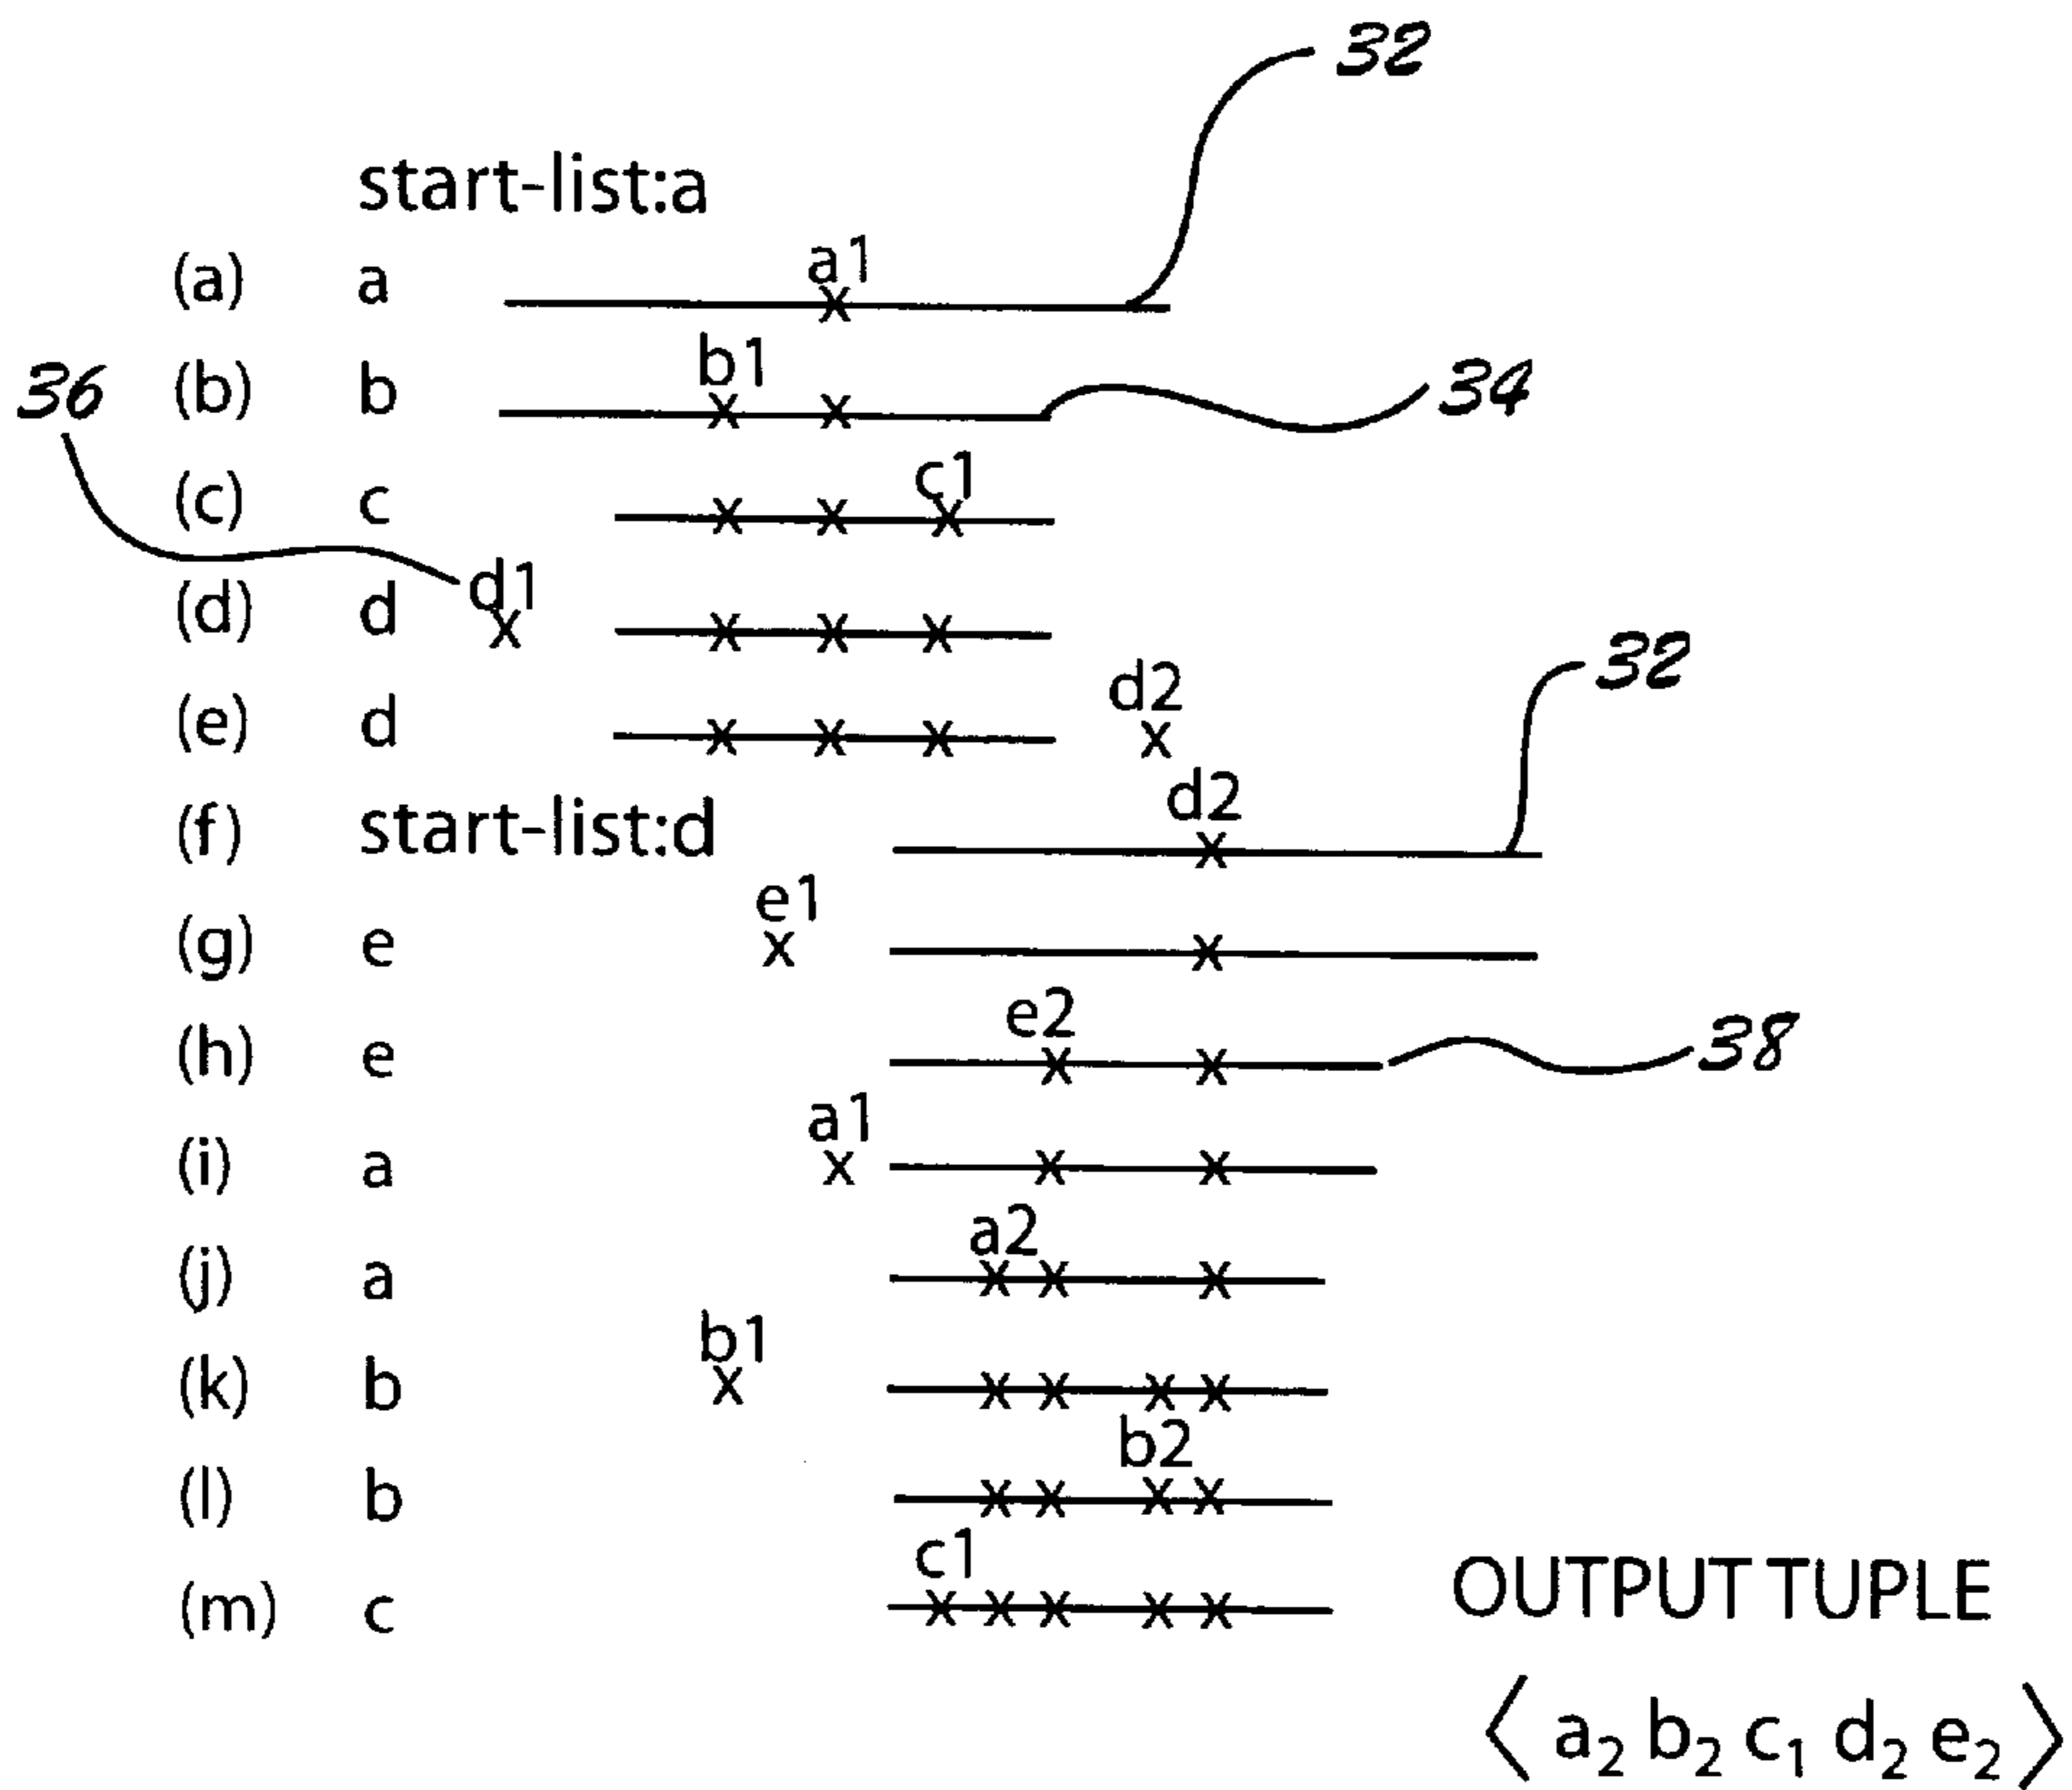 32
start-list:a
a1
(a) a
b1
36 (b) b 34
c1
(c) c
d1
(d) d
32
d2
(e) d
d2
(f) start-list:d
e1
(g) e
e2
(h) e 38
a1
(i) a
a2
(j) a
b1
(k) b
b2
(l) b
c1
(m) c OUTPUT TUPLE
⟨ a₂ b₂ c₁ d₂ e₂ ⟩